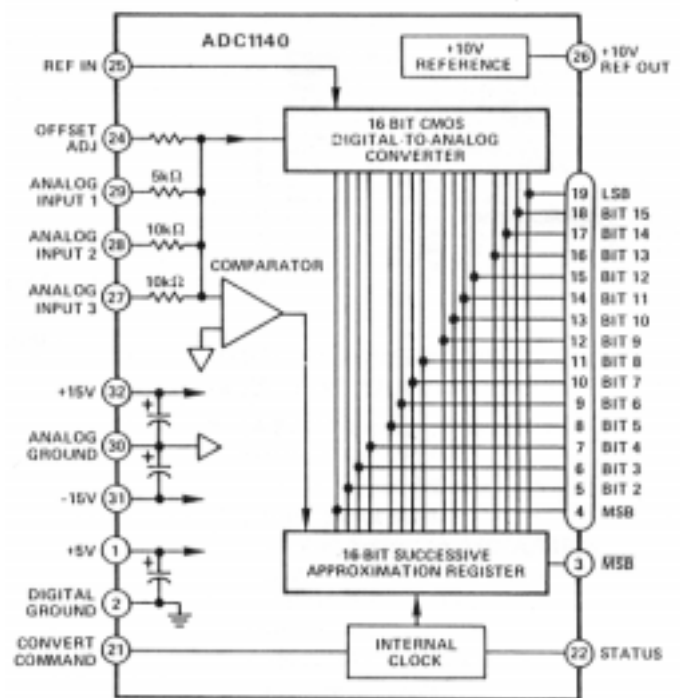 ADC1140
REF IN 25
+10V
REFERENCE
26 +10V
REF OUT
OFFSET
ADJ 24
16 BIT CMOS
DIGITAL-TO-ANALOG
CONVERTER
ANALOG
INPUT 1 29 5kΩ
ANALOG
INPUT 2 28 10kΩ
ANALOG
INPUT 3 27 10kΩ
COMPARATOR
19 LSB
18 BIT 15
17 BIT 14
16 BIT 13
15 BIT 12
14 BIT 11
13 BIT 10
12 BIT 9
11 BIT 8
10 BIT 7
9 BIT 6
8 BIT 5
7 BIT 4
6 BIT 3
5 BIT 2
4 MSB
+15V 32
+
ANALOG
GROUND 30
+
-15V 31
+5V 1
+
DIGITAL
GROUND 2
16-BIT SUCCESSIVE
APPROXIMATION REGISTER
3 M̅S̅B̅
CONVERT
COMMAND 21
INTERNAL
CLOCK
22 STATUS